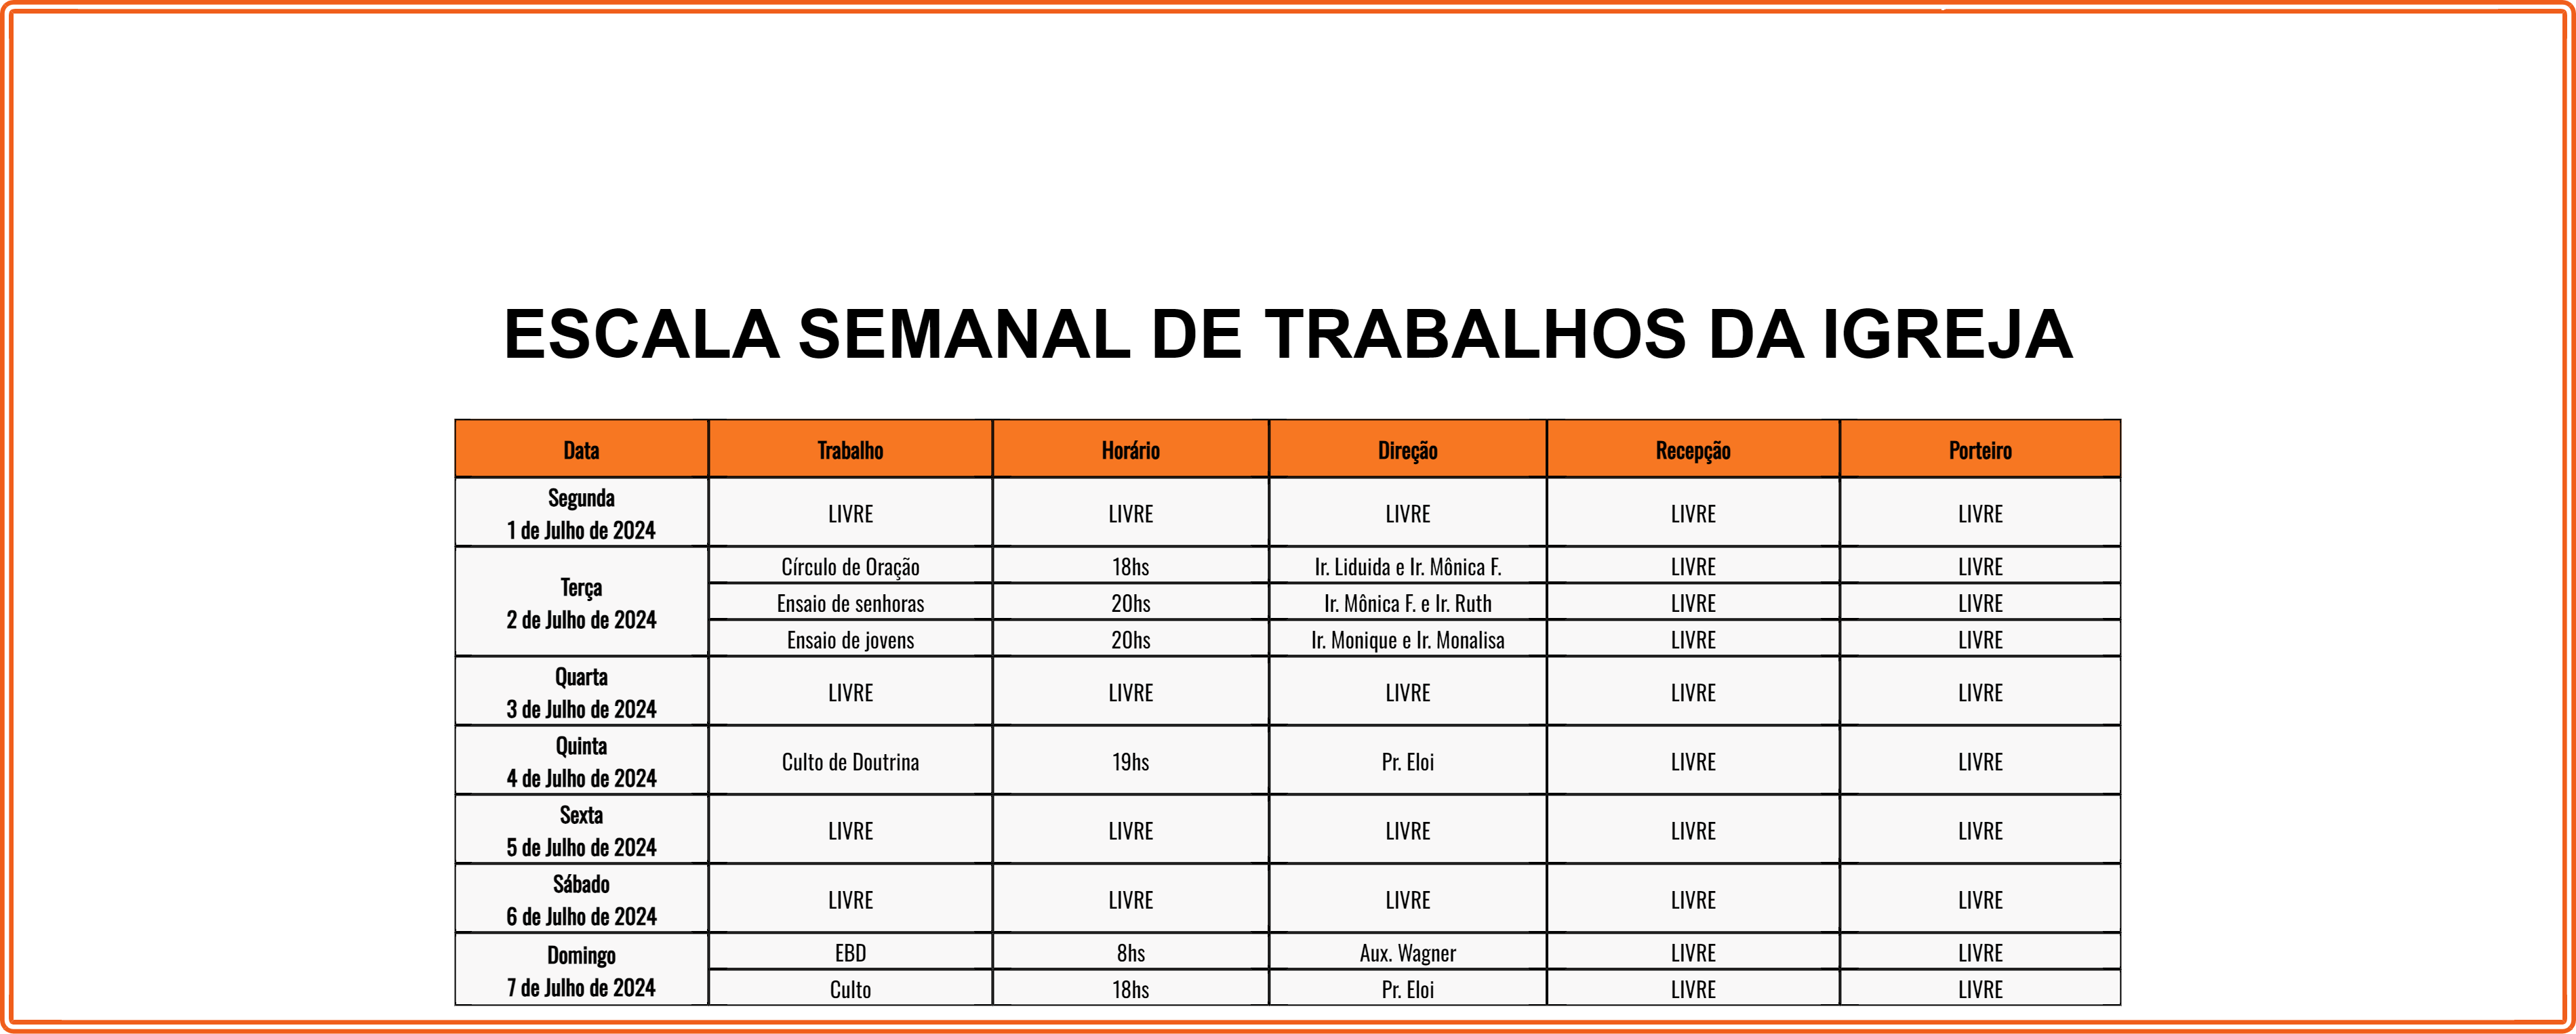 ESCALA SEMANAL DE TRABALHOS DA IGREJA
Data Trabalho Horário Direção Recepção Porteiro
Segunda
1 de Julho de 2024
LIVRE LIVRE LIVRE LIVRE LIVRE
Terça
2 de Julho de 2024
Círculo de Oração 18hs Ir. Liduida e Ir. Mônica F. LIVRE LIVRE
Ensaio de senhoras 20hs Ir. Mônica F. e Ir. Ruth LIVRE LIVRE
Ensaio de jovens 20hs Ir. Monique e Ir. Monalisa LIVRE LIVRE
Quarta
3 de Julho de 2024
LIVRE LIVRE LIVRE LIVRE LIVRE
Quinta
4 de Julho de 2024
Culto de Doutrina 19hs Pr. Eloi LIVRE LIVRE
Sexta
5 de Julho de 2024
LIVRE LIVRE LIVRE LIVRE LIVRE
Sábado
6 de Julho de 2024
LIVRE LIVRE LIVRE LIVRE LIVRE
Domingo
7 de Julho de 2024
EBD 8hs Aux. Wagner LIVRE LIVRE
Culto 18hs Pr. Eloi LIVRE LIVRE